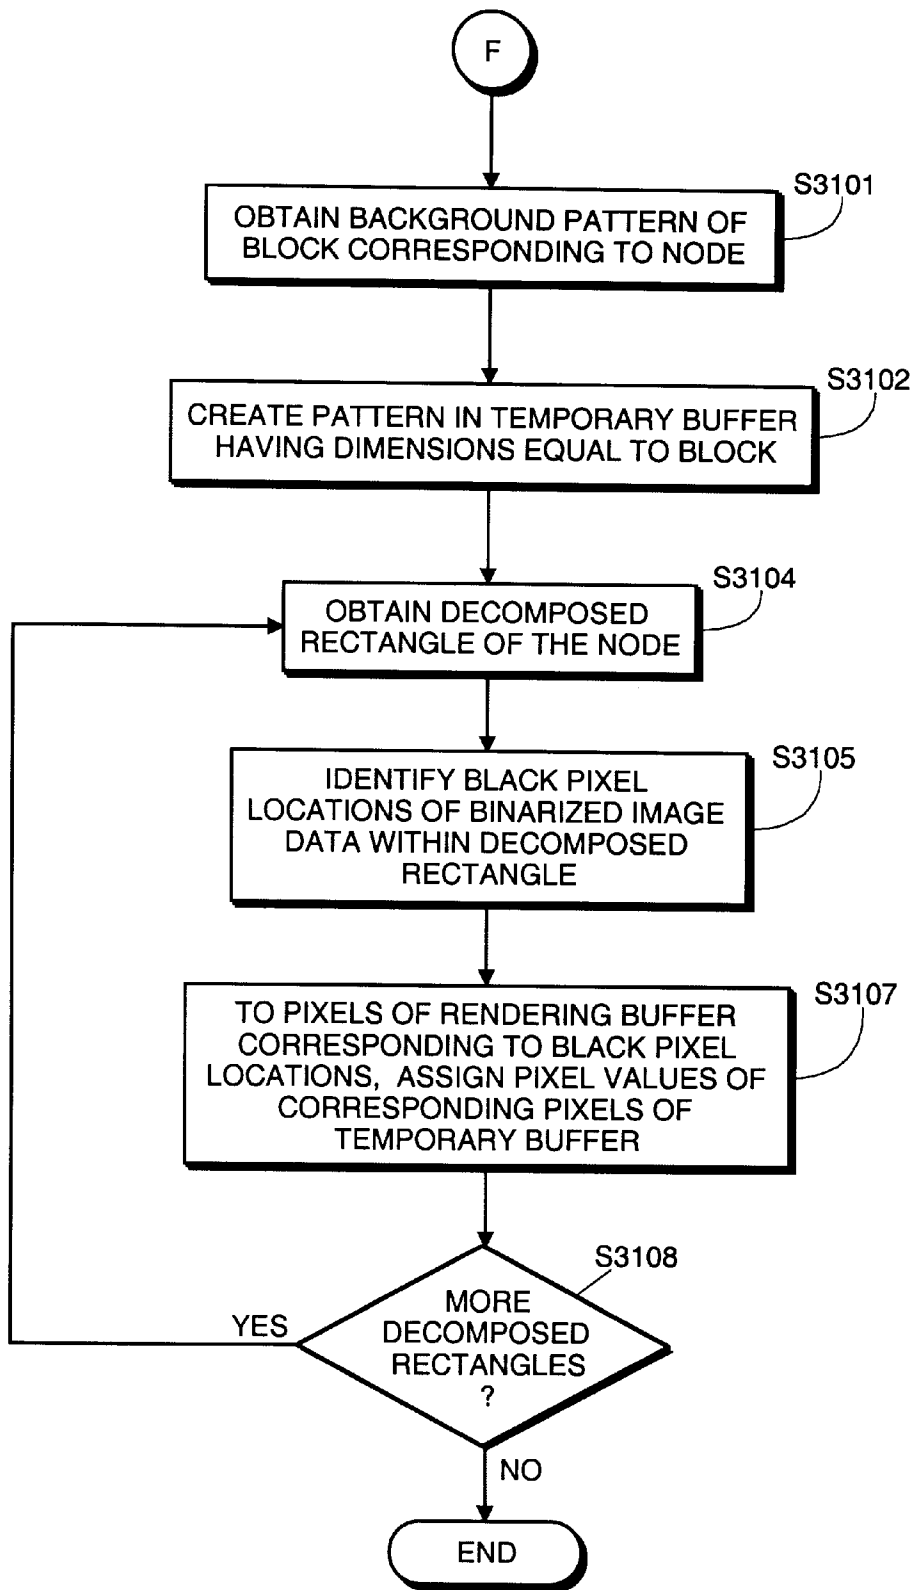 F
S3101
OBTAIN BACKGROUND PATTERN OF
BLOCK CORRESPONDING TO NODE
S3102
CREATE PATTERN IN TEMPORARY BUFFER
HAVING DIMENSIONS EQUAL TO BLOCK
S3104
OBTAIN DECOMPOSED
RECTANGLE OF THE NODE
S3105
IDENTIFY BLACK PIXEL
LOCATIONS OF BINARIZED IMAGE
DATA WITHIN DECOMPOSED
RECTANGLE
S3107
TO PIXELS OF RENDERING BUFFER
CORRESPONDING TO BLACK PIXEL
LOCATIONS, ASSIGN PIXEL VALUES OF
CORRESPONDING PIXELS OF
TEMPORARY BUFFER
S3108
MORE
DECOMPOSED
RECTANGLES
?
YES
NO
END